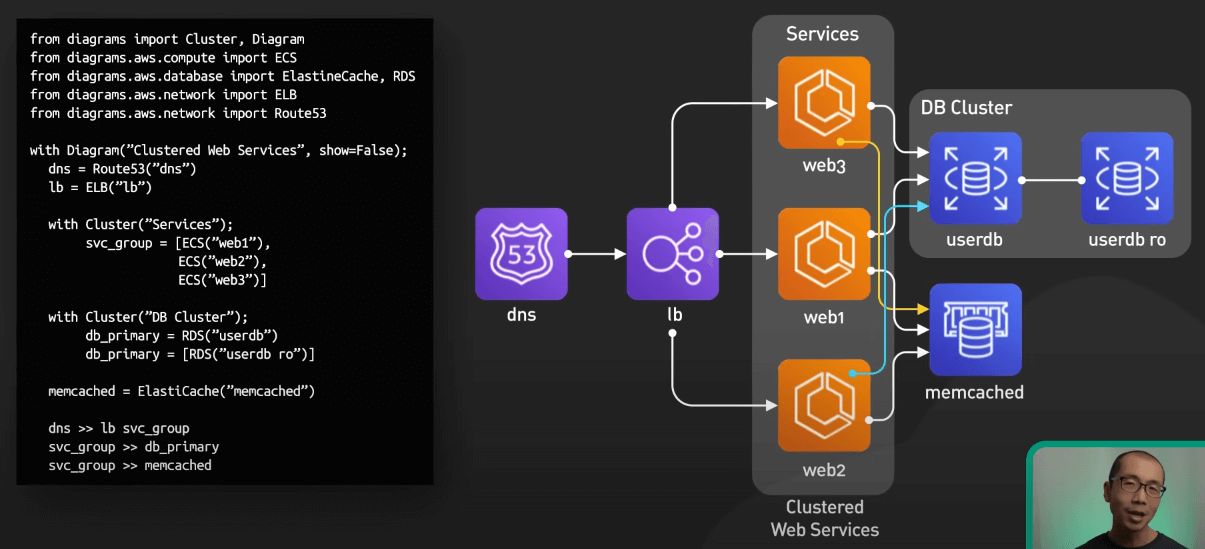 from diagrams import Cluster, Diagram
from diagrams.aws.compute import ECS
from diagrams.aws.database import ElastineCache, RDS
from diagrams.aws.network import ELB
from diagrams.aws.network import Route53
with Diagram(”Clustered Web Services”, show=False);
dns = Route53(”dns”)
lb = ELB(”lb”)
with Cluster(”Services”);
svc_group = [ECS(”web1”),
ECS(”web2”),
ECS(”web3”)]
with Cluster(”DB Cluster”);
db_primary = RDS(”userdb”)
db_primary = [RDS(”userdb ro”)]
memcached = ElastiCache(”memcached”)
dns >> lb svc_group
svc_group >> db_primary
svc_group >> memcached
Services
web3
DB Cluster
userdb
userdb ro
53
dns
lb
web1
memcached
web2
Clustered
Web Services